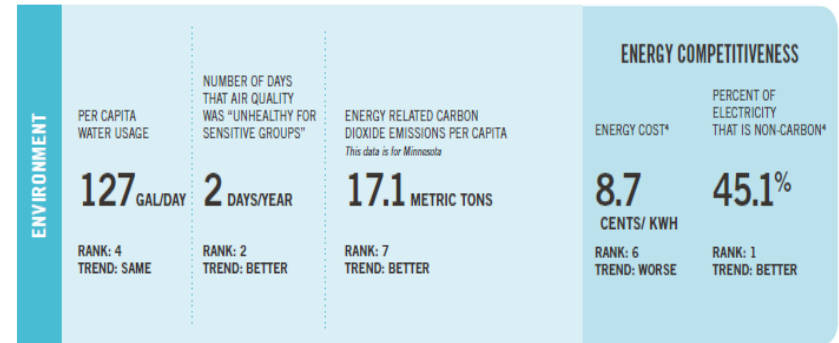 ENVIRONMENT
PER CAPITA
WATER USAGE
127 GAL/DAY
RANK: 4
TREND: SAME
NUMBER OF DAYS
THAT AIR QUALITY
WAS “UNHEALTHY FOR
SENSITIVE GROUPS”
2 DAYS/YEAR
RANK: 2
TREND: BETTER
ENERGY RELATED CARBON
DIOXIDE EMISSIONS PER CAPITA
This data is for Minnesota
17.1 METRIC TONS
RANK: 7
TREND: BETTER
ENERGY COMPETITIVENESS
ENERGY COST⁴
8.7
CENTS/ KWH
RANK: 6
TREND: WORSE
PERCENT OF
ELECTRICITY
THAT IS NON-CARBON⁴
45.1%
RANK: 1
TREND: BETTER